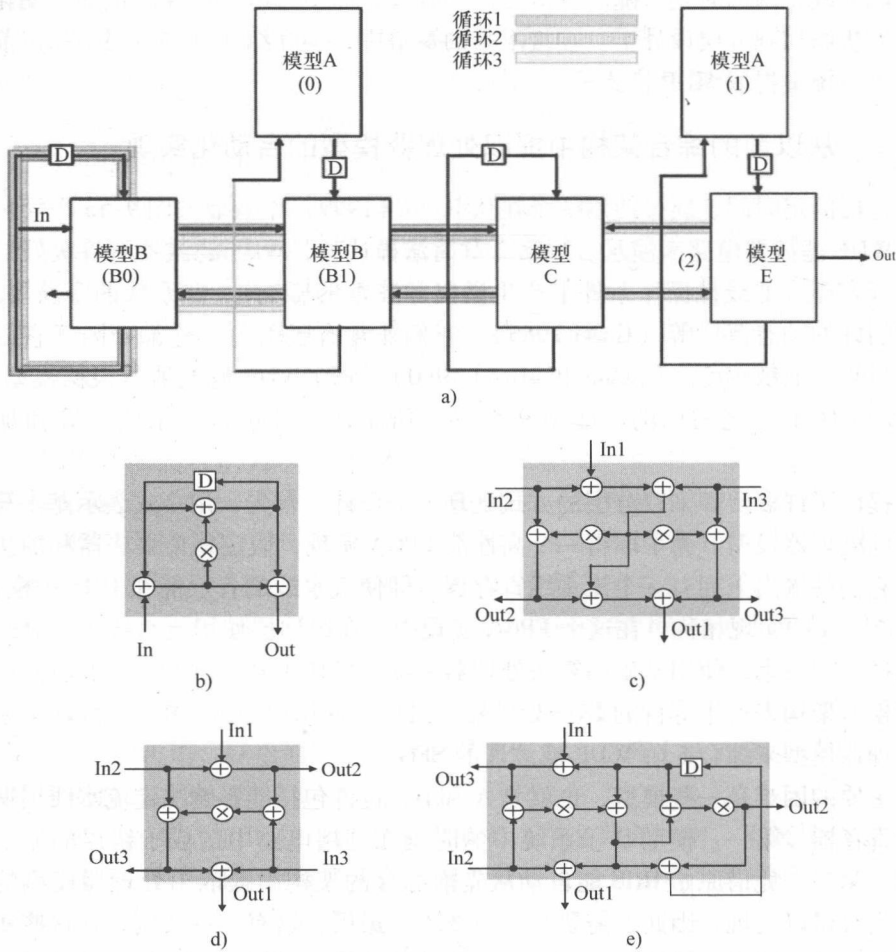 循环1
循环2
循环3
模型A
(0)
模型A
(1)
D
D
D
D
In
模型B
(B0)
模型B
(B1)
模型
C
(2)
模型
E
Out
a)
In1
D
In2
In3
In
Out
Out2
Out3
Out1
b)
c)
In1
In1
In2
Out2
Out3
D
Out2
Out3
In3
In2
Out1
Out1
d)
e)